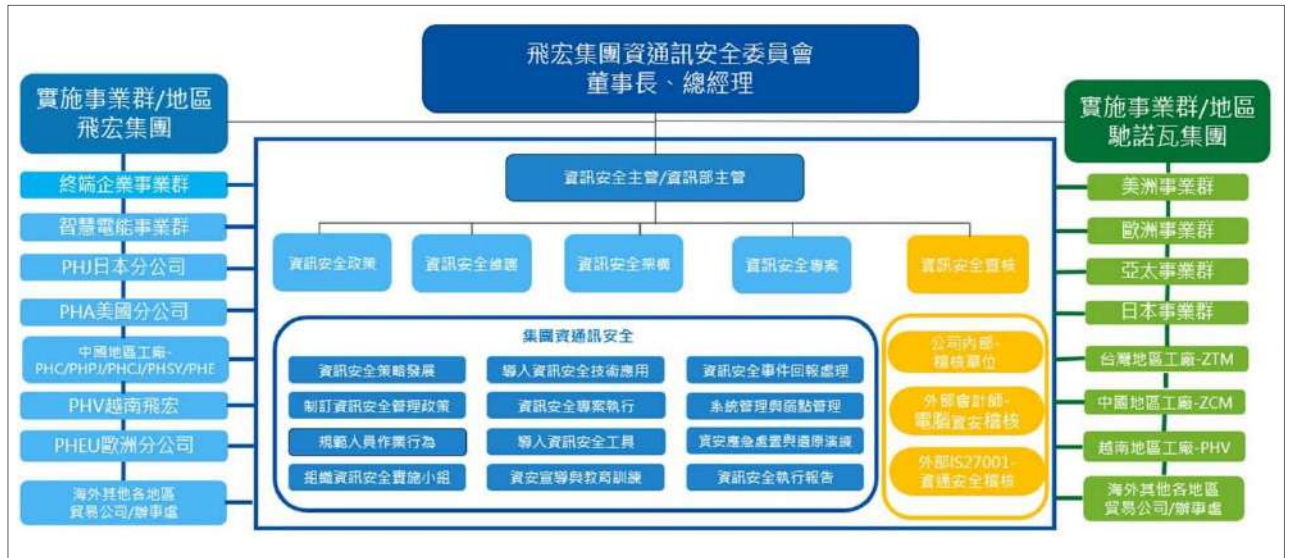 飛宏集團資通訊安全委員會
董事長、總經理
實施事業群/地區
飛宏集團
終端企業事業群
智慧電能事業群
PHJ日本分公司
PHA美國分公司
中國地區工廠-
PHC/PHPJ/PHCJ/PHSY/PHE
PHV越南飛宏
PHEU歐洲分公司
海外其他各地區
貿易公司/辦事處
資訊安全主管/資訊部主管
資訊安全政策
資訊安全維護
資訊安全架構
資訊安全專案
資訊安全查核
集團資通訊安全
資訊安全策略發展
導入資訊安全技術應用
資訊安全事件回報處理
制訂資訊安全管理政策
資訊安全專案執行
系統管理與弱點管理
規範人員作業行為
導入資訊安全工具
資安應急處置與還原演練
組織資訊安全實施小組
資安宣導與教育訓練
資訊安全執行報告
公司內部-
稽核單位
外部會計師-
電腦資安稽核
外部IS27001-
資通安全稽核
實施事業群/地區
馳諾瓦集團
美洲事業群
歐洲事業群
亞太事業群
日本事業群
台灣地區工廠-ZTM
中國地區工廠-ZCM
越南地區工廠-PHV
海外其他各地區
貿易公司/辦事處